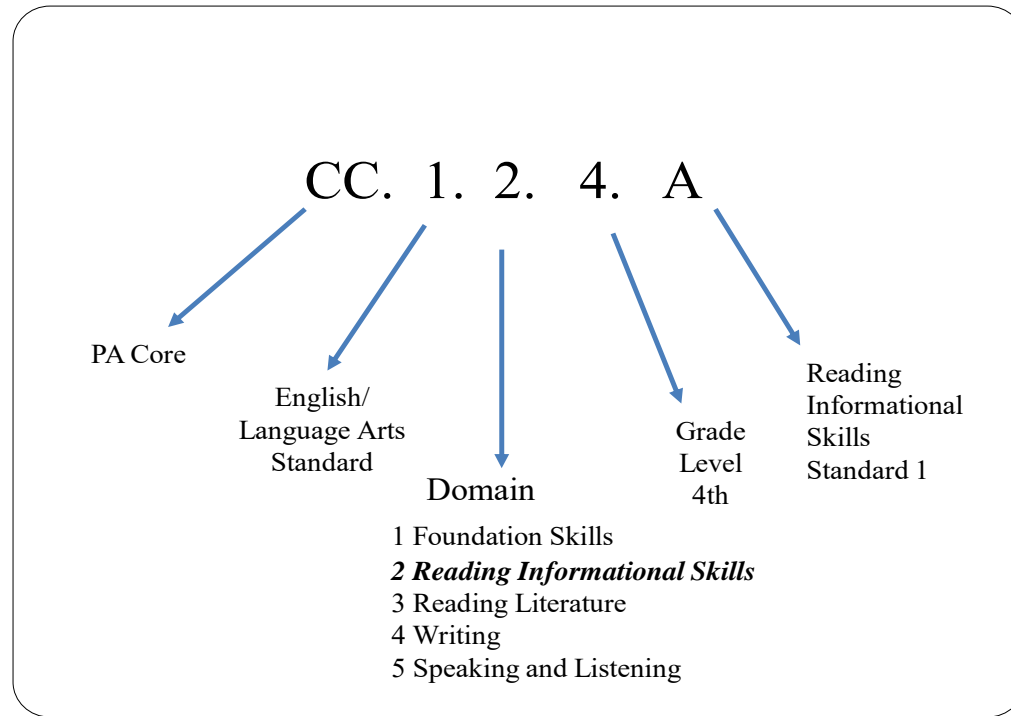 CC. 1. 2. 4. A
PA Core
English/
Language Arts
Standard
Domain
1 Foundation Skills
2 Reading Informational Skills
3 Reading Literature
4 Writing
5 Speaking and Listening
Grade
Level
4th
Reading
Informational
Skills
Standard 1